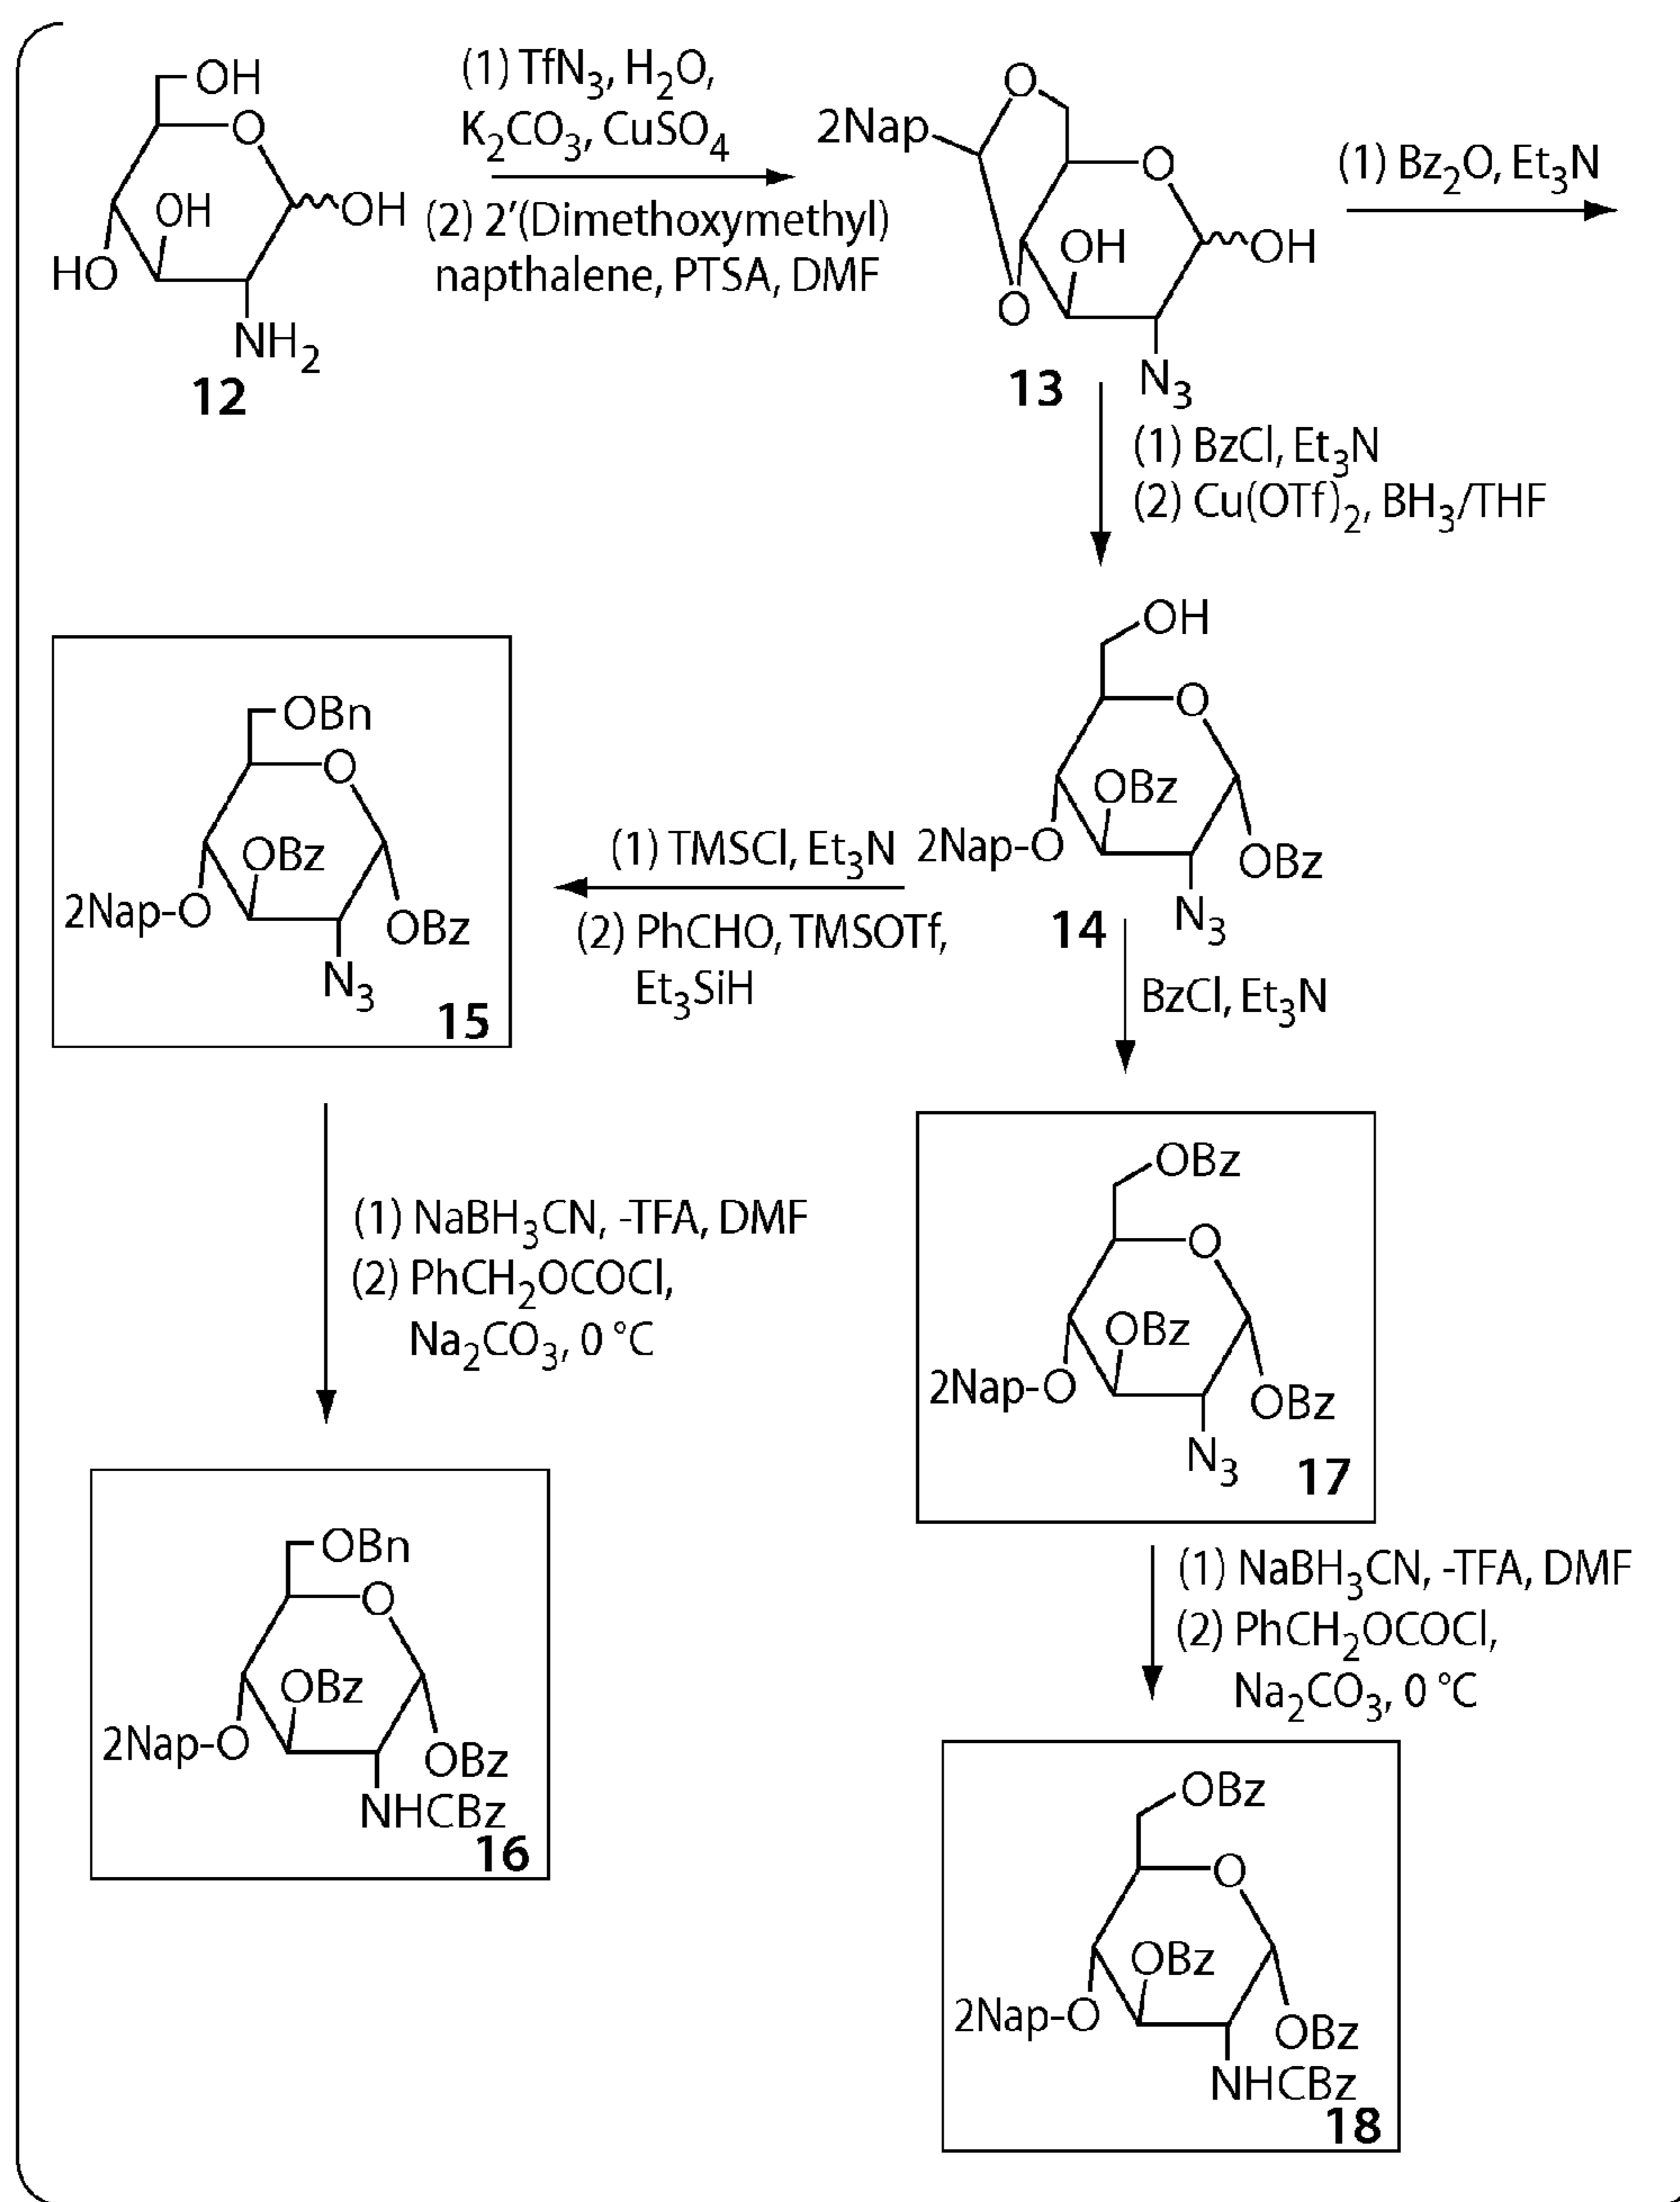 OH
O
OH
OH
HO
NH2
12
(1) TfN3, H2O,
K2CO3, CuSO4
(2) 2′(Dimethoxymethyl)
napthalene, PTSA, DMF
O
2Nap
O
OH
OH
O
N3
13
(1) Bz2O, Et3N
(1) BzCl, Et3N
(2) Cu(OTf)2, BH3/THF
OH
O
OBz
2Nap-O
OBz
N3
14
(1) TMSCl, Et3N
(2) PhCHO, TMSOTf,
Et3SiH
OBn
O
OBz
2Nap-O
OBz
N3
15
BzCl, Et3N
OBz
O
OBz
2Nap-O
OBz
N3
17
(1) NaBH3CN, -TFA, DMF
(2) PhCH2OCOCl,
Na2CO3, 0 °C
OBn
O
OBz
2Nap-O
OBz
NHCBz
16
(1) NaBH3CN, -TFA, DMF
(2) PhCH2OCOCl,
Na2CO3, 0 °C
OBz
O
OBz
2Nap-O
OBz
NHCBz
18